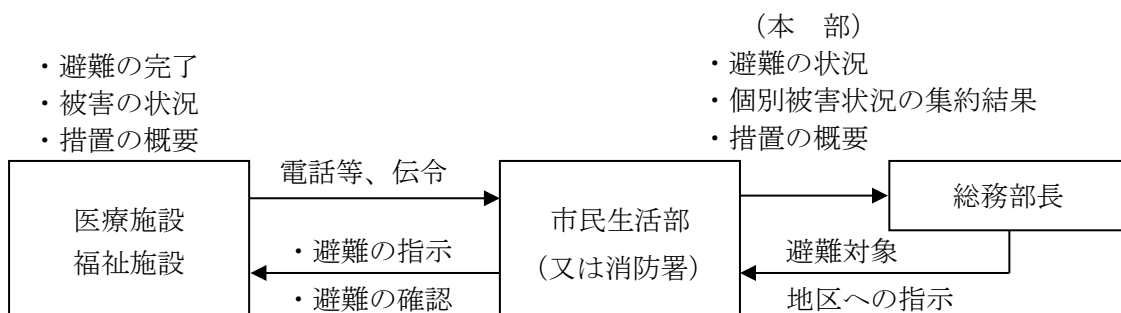 （本　部）
・避難の完了
・被害の状況
・措置の概要
・避難の状況
・個別被害状況の集約結果
・措置の概要
医療施設
福祉施設
電話等、伝令
・避難の指示
・避難の確認
市民生活部
（又は消防署）
総務部長
避難対象
地区への指示